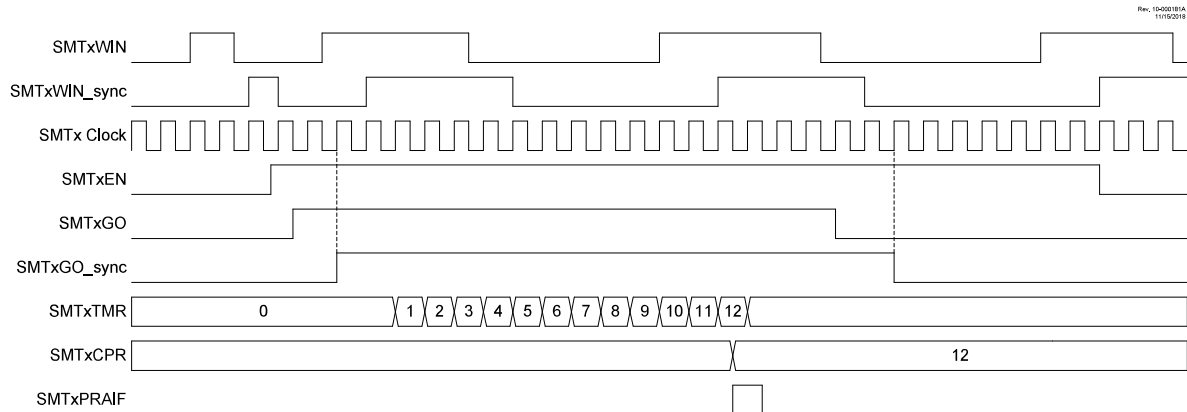 Rev. 10-000181A
11/15/2018
SMTxWIN
SMTxWIN_sync
SMTx Clock
SMTxEN
SMTxGO
SMTxGO_sync
SMTxTMR 0 1 2 3 4 5 6 7 8 9 10 11 12
SMTxCPR 12
SMTxPRAIF